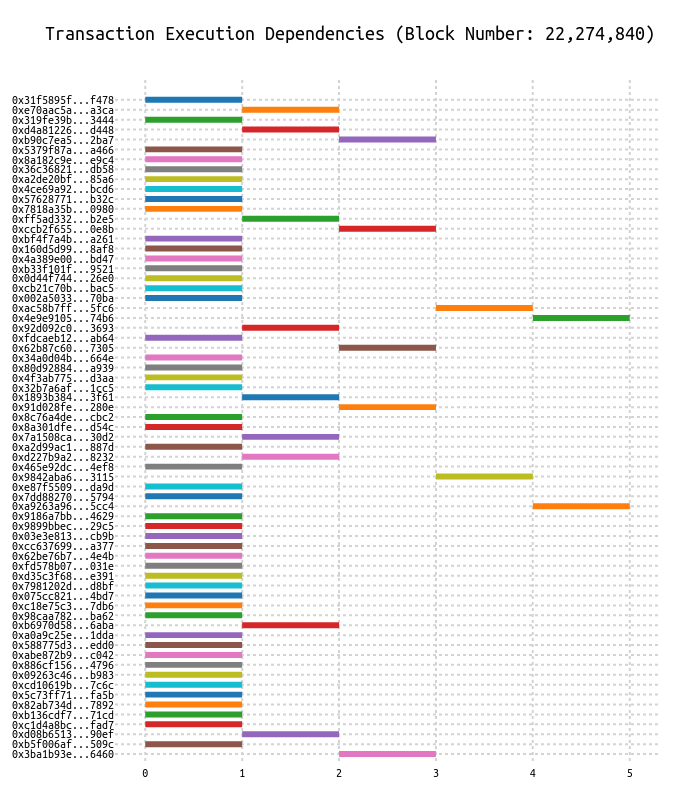 Transaction Execution Dependencies (Block Number: 22,274,840)
0x31f5895f...f478
0xe70aac5a...a3ca
0x319fe39b...3444
0xd4a81226...d448
0xb90c7ea5...2ba7
0x5379f87a...a466
0x8a182c9e...e9c4
0x36c36821...db58
0xa2de20bf...85a6
0x4ce69a92...bcd6
0x57628771...b32c
0x7818a35b...0980
0xff5ad332...b2e5
0xccb2f655...0e8b
0xbf4f7a4b...a261
0x160d5d99...8af8
0x4a389e00...bd47
0xb33f101f...9521
0x0d44f744...26e0
0xcb21c70b...bac5
0x002a5033...70ba
0xac58b7ff...5fc6
0x4e9e9105...74b6
0x92d092c0...3693
0xfdcaeb12...ab64
0x62b87c60...7305
0x34a0d04b...664e
0x80d92884...a939
0x4f3ab775...d3aa
0x32b7a6af...1cc5
0x1893b384...3f61
0x91d028fe...280e
0x8c76a4de...cbc2
0x8a301dfe...d54c
0x7a1508ca...30d2
0xa2d99ac1...887d
0xd227b9a2...8232
0x465e92dc...4ef8
0x9842aba6...3115
0xe87f5509...da9d
0x7dd88270...5794
0xa9263a96...5cc4
0x9186a7bb...4629
0x9899bbec...29c5
0x03e3e813...cb9b
0xcc637699...a377
0x62be76b7...4e4b
0xfd578b07...031e
0xd35c3f68...e391
0x7981202d...d8bf
0x075cc821...4bd7
0xc18e75c3...7db6
0x98caa782...ba62
0xb6970d58...6aba
0xa0a9c25e...1dda
0x588775d3...edd0
0xabe872b9...c042
0x886cf156...4796
0x09263c46...b983
0xcd10619b...7c6c
0x5c73ff71...fa5b
0x82ab734d...7892
0xb136cdf7...71cd
0xc1d4a8bc...fad7
0xd08b6513...90ef
0xb5f006af...509c
0x3ba1b93e...6460
0 1 2 3 4 5